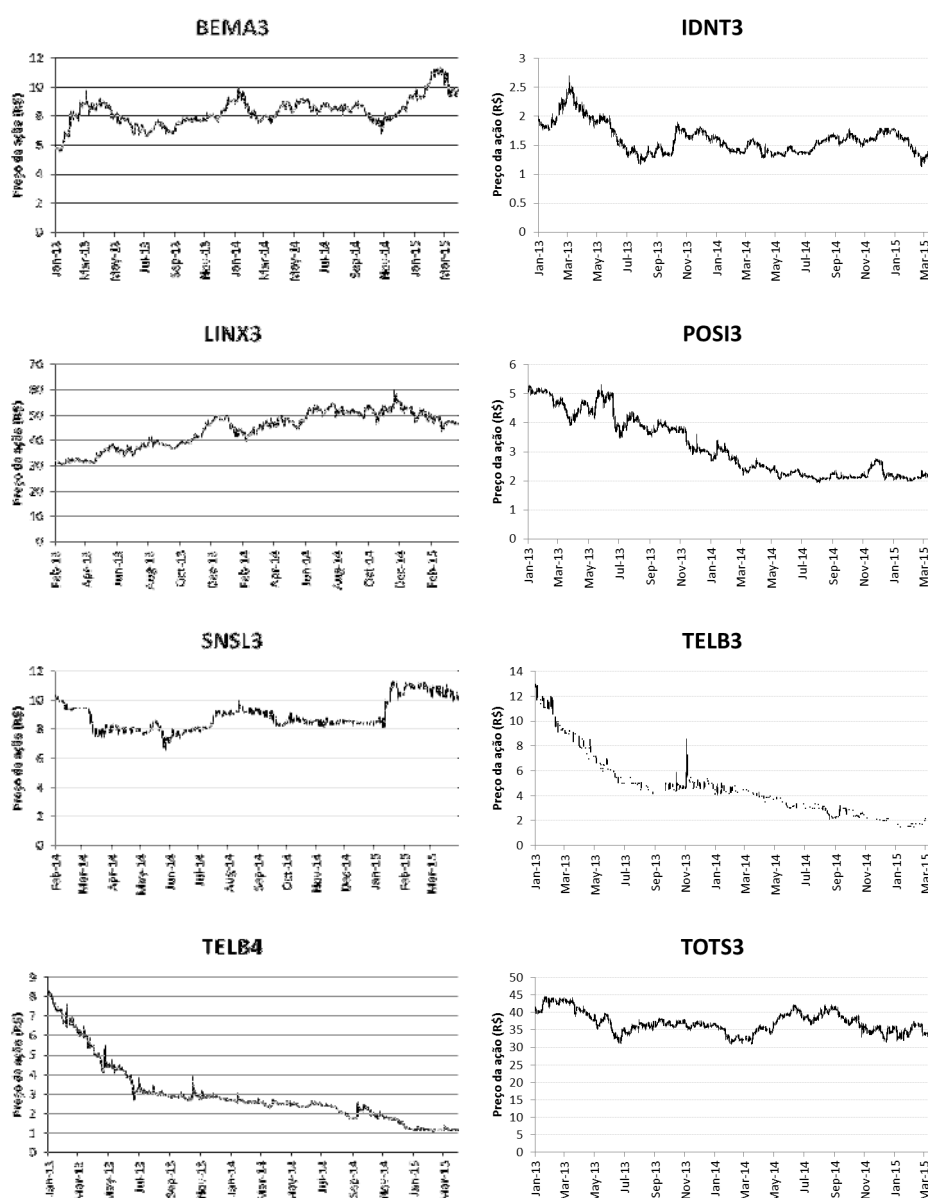 BEMA3
Preço da ação (R$)
12
10
8
6
4
2
0
Jan-13
Mar-13
May-13
Jul-13
Sep-13
Nov-13
Jan-14
Mar-14
May-14
Jul-14
Sep-14
Nov-14
Jan-15
Mar-15
IDNT3
Preço da ação (R$)
3
2.5
2
1.5
1
0.5
0
Jan-13
Mar-13
May-13
Jul-13
Sep-13
Nov-13
Jan-14
Mar-14
May-14
Jul-14
Sep-14
Nov-14
Jan-15
Mar-15
LINX3
Preço da ação (R$)
70
60
50
40
30
20
10
0
Feb-13
Apr-13
Jun-13
Aug-13
Oct-13
Dec-13
Feb-14
Apr-14
Jun-14
Aug-14
Oct-14
Dec-14
Feb-15
POSI3
Preço da ação (R$)
6
5
4
3
2
1
0
Jan-13
Mar-13
May-13
Jul-13
Sep-13
Nov-13
Jan-14
Mar-14
May-14
Jul-14
Sep-14
Nov-14
Jan-15
Mar-15
SNSL3
Preço da ação (R$)
12
10
8
6
4
2
0
Feb-14
Mar-14
Apr-14
May-14
Jun-14
Jul-14
Aug-14
Sep-14
Oct-14
Nov-14
Dec-14
Jan-15
Feb-15
Mar-15
TELB3
Preço da ação (R$)
14
12
10
8
6
4
2
0
Jan-13
Mar-13
May-13
Jul-13
Sep-13
Nov-13
Jan-14
Mar-14
May-14
Jul-14
Sep-14
Nov-14
Jan-15
Mar-15
TELB4
Preço da ação (R$)
9
8
7
6
5
4
3
2
1
0
Jan-13
Mar-13
May-13
Jul-13
Sep-13
Nov-13
Jan-14
Mar-14
May-14
Jul-14
Sep-14
Nov-14
Jan-15
Mar-15
TOTS3
Preço da ação (R$)
50
45
40
35
30
25
20
15
10
5
0
Jan-13
Mar-13
May-13
Jul-13
Sep-13
Nov-13
Jan-14
Mar-14
May-14
Jul-14
Sep-14
Nov-14
Jan-15
Mar-15